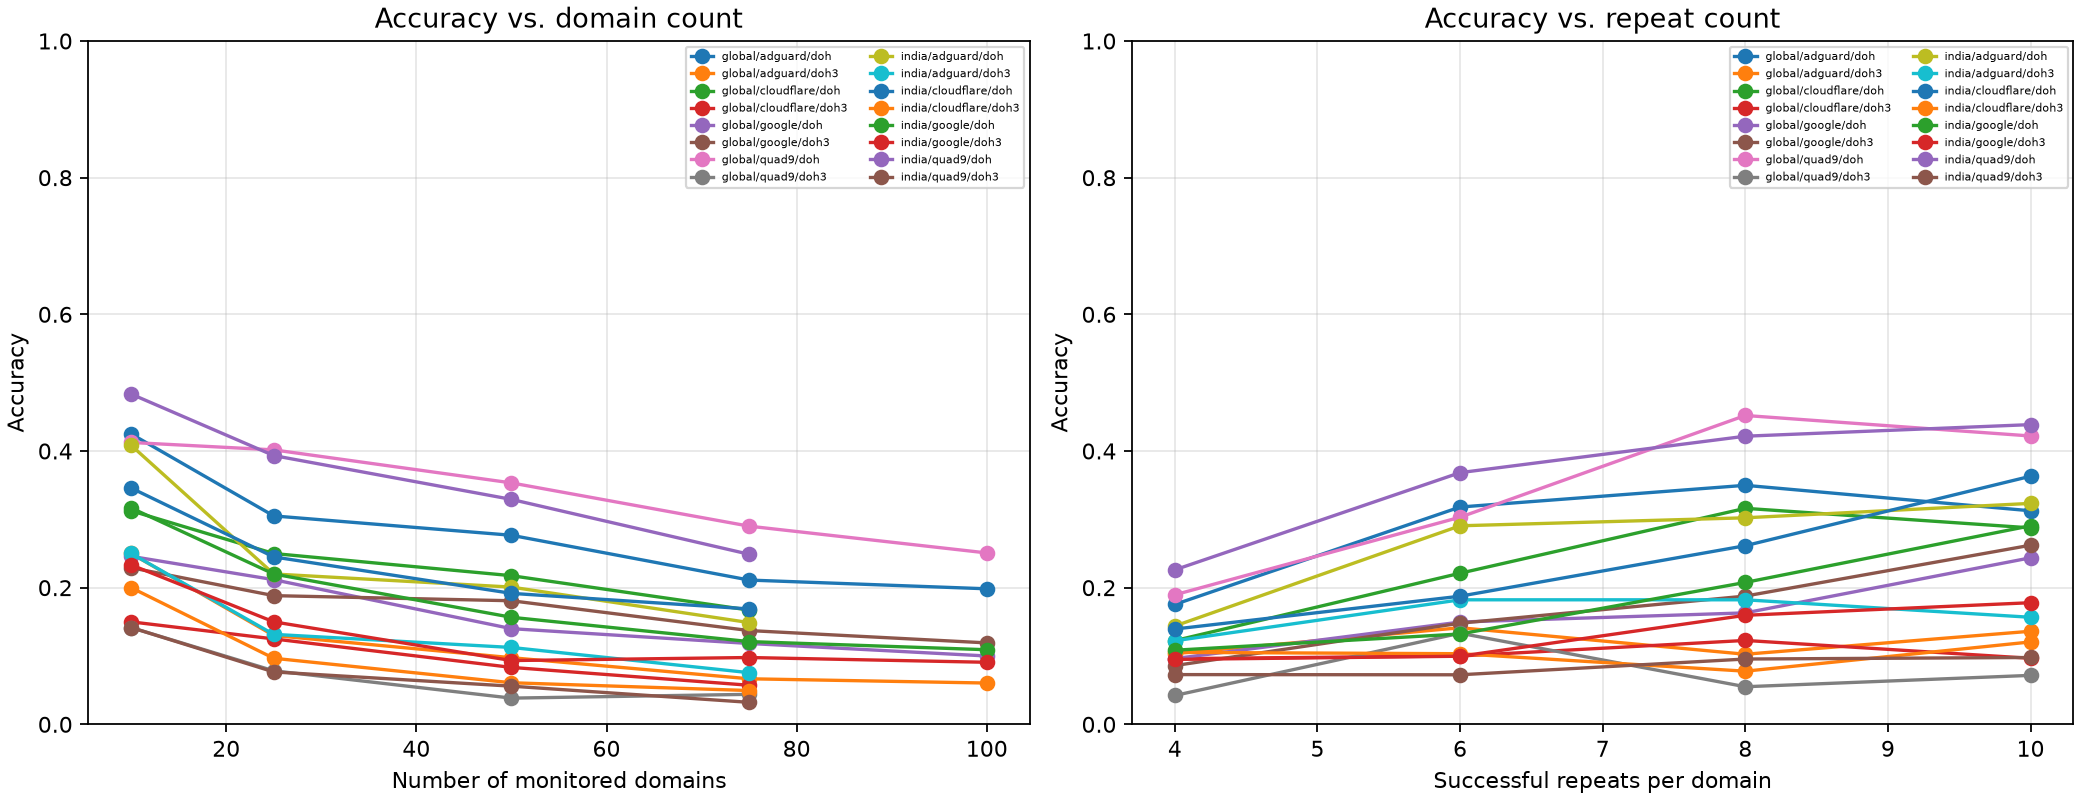 Accuracy vs. domain count
1.0
0.8
0.6
0.4
0.2
0.0
Accuracy
global/adguard/doh
global/adguard/doh3
global/cloudflare/doh
global/cloudflare/doh3
global/google/doh
global/google/doh3
global/quad9/doh
global/quad9/doh3
india/adguard/doh
india/adguard/doh3
india/cloudflare/doh
india/cloudflare/doh3
india/google/doh
india/google/doh3
india/quad9/doh
india/quad9/doh3
20 40 60 80 100
Number of monitored domains
Accuracy vs. repeat count
1.0
0.8
0.6
0.4
0.2
0.0
Accuracy
global/adguard/doh
global/adguard/doh3
global/cloudflare/doh
global/cloudflare/doh3
global/google/doh
global/google/doh3
global/quad9/doh
global/quad9/doh3
india/adguard/doh
india/adguard/doh3
india/cloudflare/doh
india/cloudflare/doh3
india/google/doh
india/google/doh3
india/quad9/doh
india/quad9/doh3
4 5 6 7 8 9 10
Successful repeats per domain